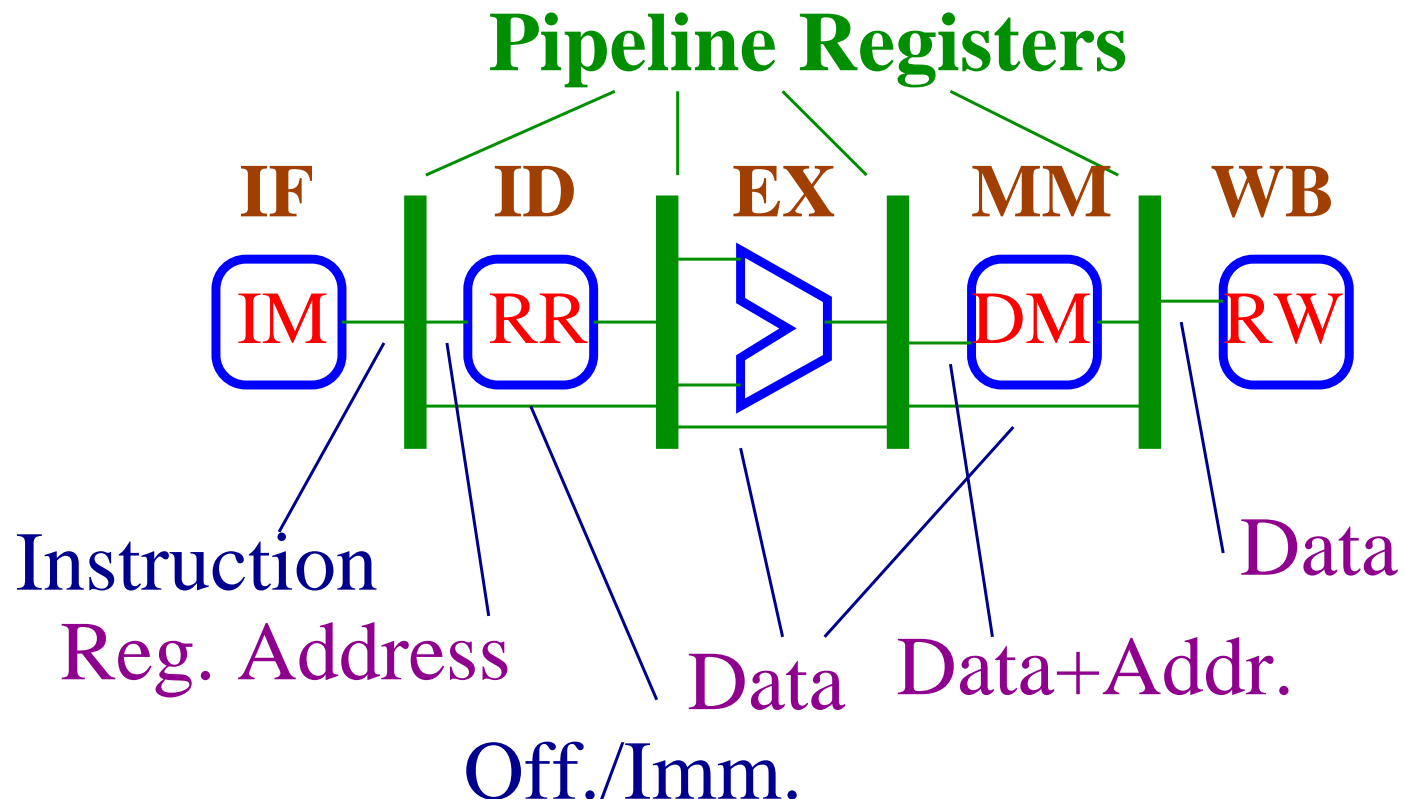 Pipeline Registers
IF ID EX MM WB
IM RR DM RW
Instruction
Data
Reg. Address
Data
Data+Addr.
Off./Imm.